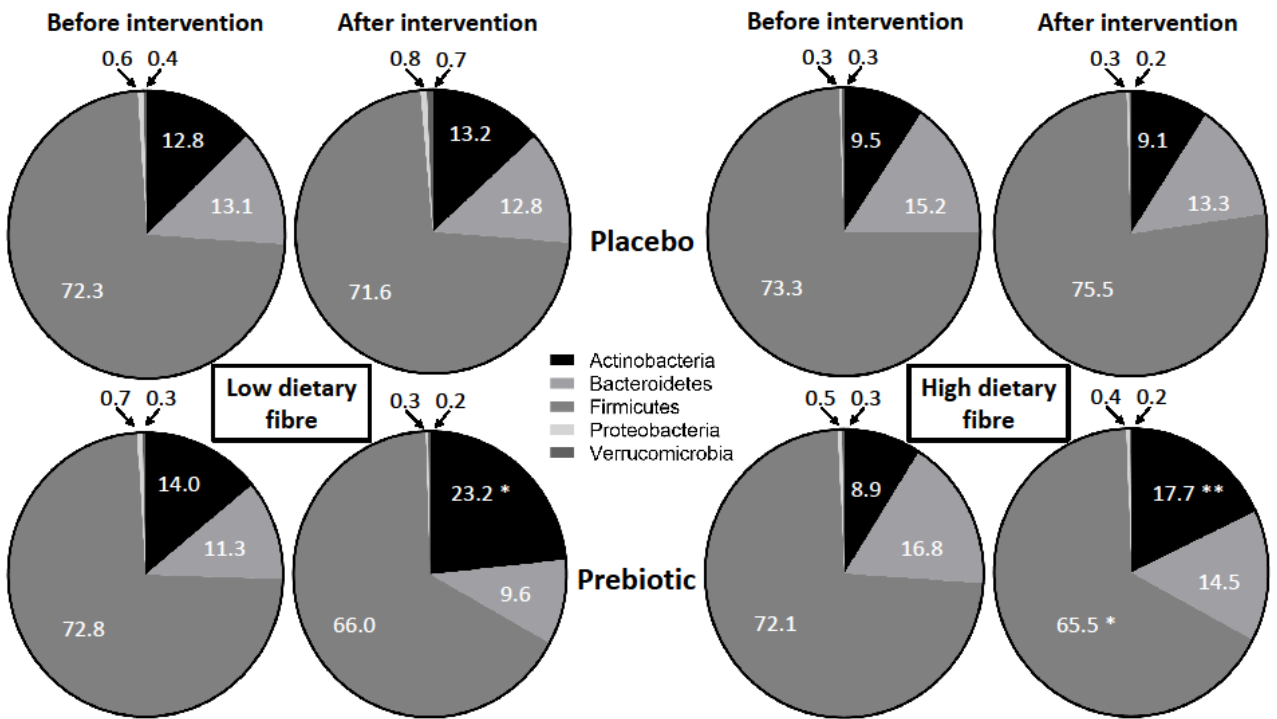 Before intervention
After intervention
Before intervention
After intervention
0.6 0.4
0.8 0.7
0.3 0.3
0.3 0.2
12.8
13.1
72.3
13.2
12.8
71.6
Placebo
9.5
15.2
73.3
9.1
13.3
75.5
Low dietary
fibre
Actinobacteria
Bacteroidetes
Firmicutes
Proteobacteria
Verrucomicrobia
High dietary
fibre
0.7 0.3
0.3 0.2
0.5 0.3
0.4 0.2
14.0
11.3
72.8
23.2 *
9.6
66.0
Prebiotic
8.9
16.8
72.1
17.7 **
14.5
65.5 *